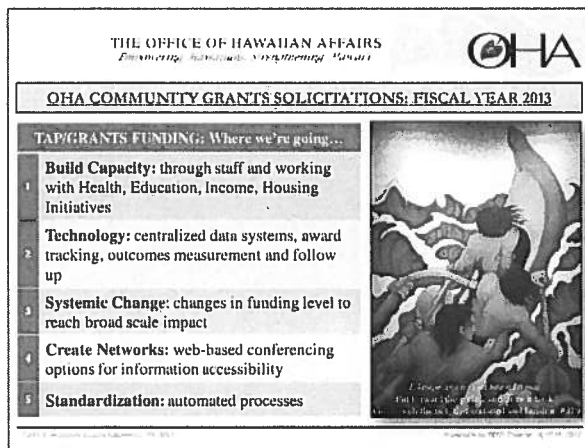 THE OFFICE OF HAWAIIAN AFFAIRS
OHA
OHA COMMUNITY GRANTS SOLICITATIONS: FISCAL YEAR 2013
TAP/GRANTS FUNDING: Where we're going…
1
Build Capacity: through staff and working
with Health, Education, Income, Housing
Initiatives
2
Technology: centralized data systems, award
tracking, outcomes measurement and follow
up
3
Systemic Change: changes in funding level to
reach broad scale impact
4
Create Networks: web-based conferencing
options for information accessibility
5
Standardization: automated processes